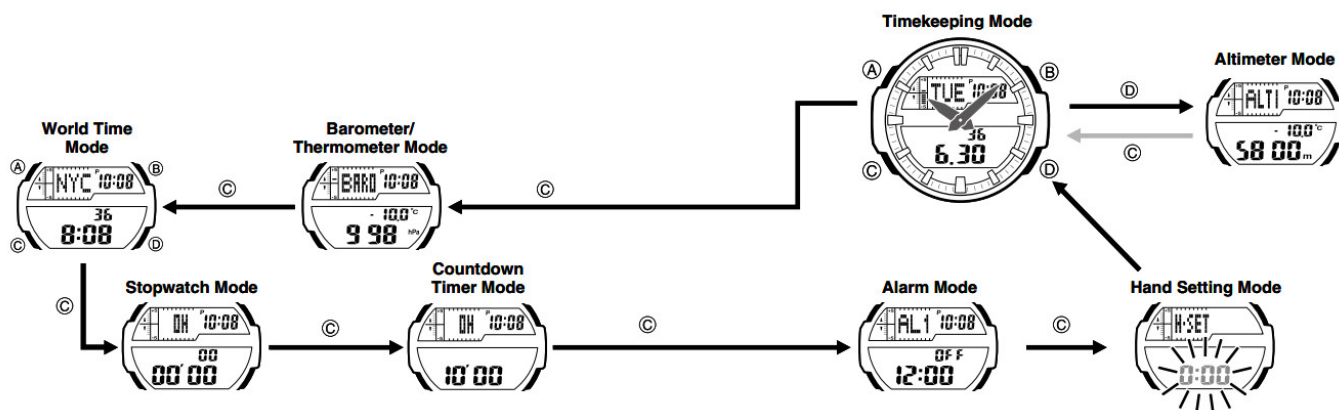 Timekeeping Mode
A
B
C
D
TUE P 10:08
36
6.30
D
C
Altimeter Mode
ALTI 10:08
- 10.0 °C
5800 m
World Time
Mode
A
B
C
D
NYC P 10:08
36
8:08
C
Barometer/
Thermometer Mode
BARO P 10:08
- 10.0 °C
998 hPa
C
C
Stopwatch Mode
0H P 10:08
00
00'00
C
Countdown
Timer Mode
0H P 10:08
10'00
C
Alarm Mode
AL1 P 10:08
OFF
12:00
C
Hand Setting Mode
H-SET
0:00